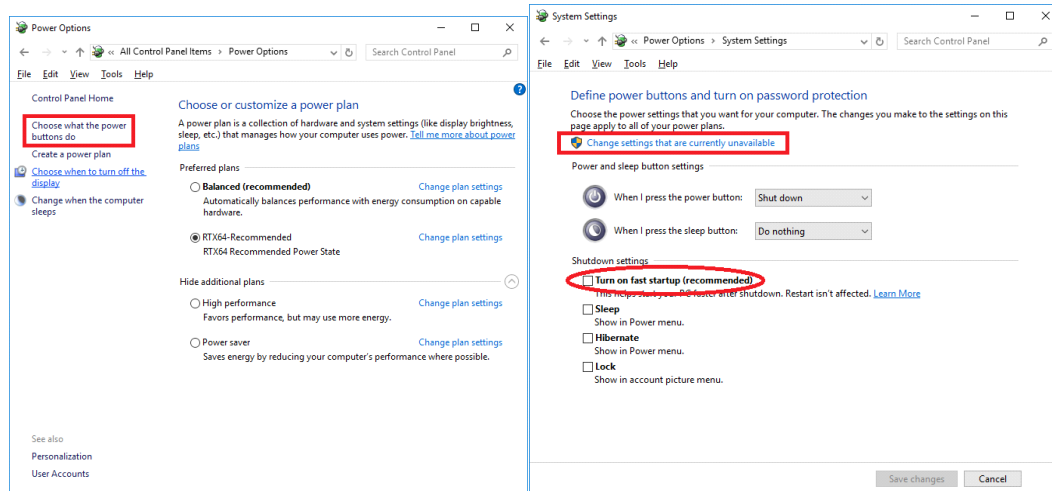 Power Options
« All Control Panel Items › Power Options
Search Control Panel
File Edit View Tools Help
Control Panel Home
Choose what the power
buttons do
Create a power plan
Choose when to turn off the
display
Change when the computer
sleeps
Choose or customize a power plan
A power plan is a collection of hardware and system settings (like display brightness,
sleep, etc.) that manages how your computer uses power. Tell me more about power
plans
Preferred plans
Balanced (recommended) Change plan settings
Automatically balances performance with energy consumption on capable
hardware.
RTX64-Recommended Change plan settings
RTX64 Recommended Power State
Hide additional plans
High performance Change plan settings
Favors performance, but may use more energy.
Power saver Change plan settings
Saves energy by reducing your computer's performance where possible.
See also
Personalization
User Accounts
System Settings
« Power Options › System Settings
Search Control Panel
File Edit View Tools Help
Define power buttons and turn on password protection
Choose the power settings that you want for your computer. The changes you make to the settings on this
page apply to all of your power plans.
Change settings that are currently unavailable
Power and sleep button settings
When I press the power button: Shut down
When I press the sleep button: Do nothing
Shutdown settings
Turn on fast startup (recommended)
This helps start your PC faster after shutdown. Restart isn't affected. Learn More
Sleep
Show in Power menu.
Hibernate
Show in Power menu.
Lock
Show in account picture menu.
Save changes Cancel